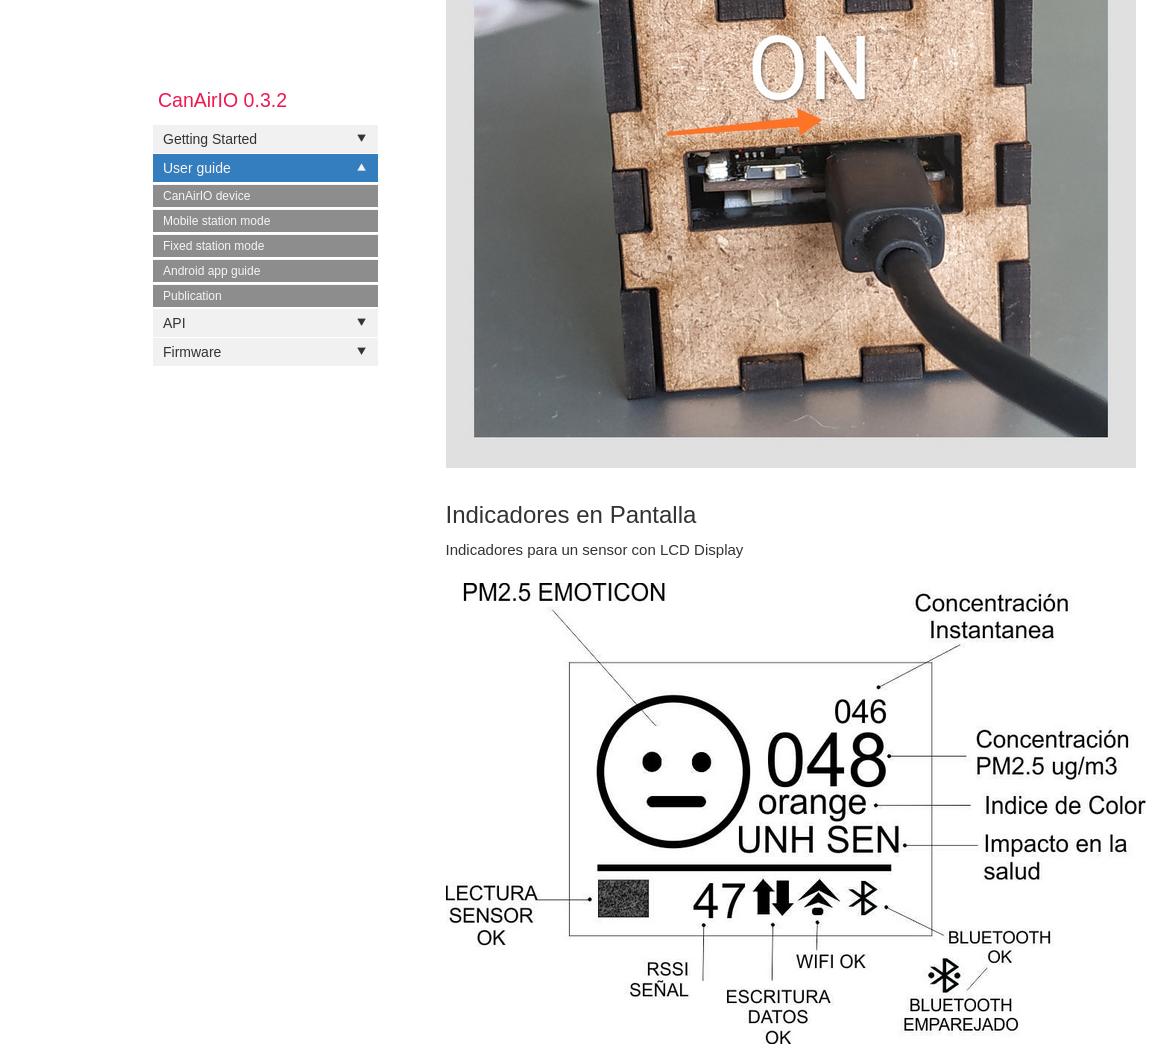 CanAirIO 0.3.2
Getting Started
User guide
CanAirIO device
Mobile station mode
Fixed station mode
Android app guide
Publication
API
Firmware
ON
Indicadores en Pantalla
Indicadores para un sensor con LCD Display
PM2.5 EMOTICON
Concentración
Instantanea
046
048
Concentración
PM2.5 ug/m3
orange
Indice de Color
UNH SEN
Impacto en la
salud
LECTURA
SENSOR
OK
47
RSSI
SEÑAL
ESCRITURA
DATOS
OK
WIFI OK
BLUETOOTH
OK
BLUETOOTH
EMPAREJADO